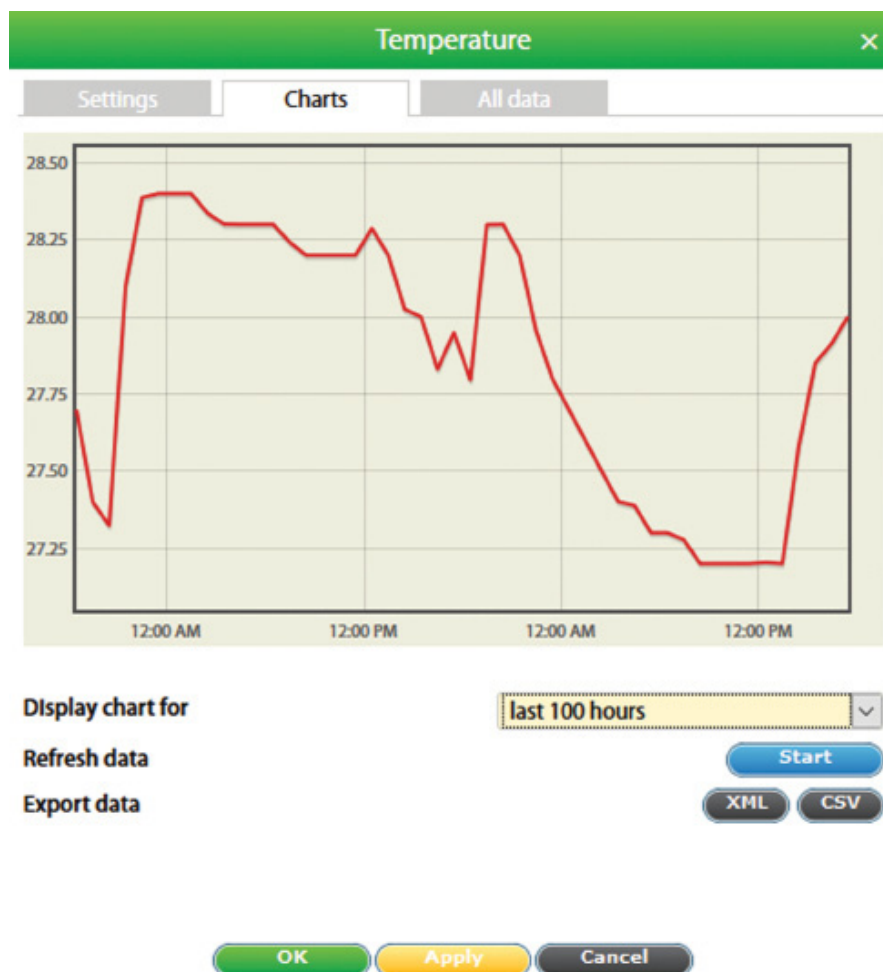 Temperature ×
Settings Charts All data
28.50
28.25
28.00
27.75
27.50
27.25
12:00 AM 12:00 PM 12:00 AM 12:00 PM
DIsplay chart for last 100 hours
Refresh data Start
Export data XML CSV
OK Apply Cancel